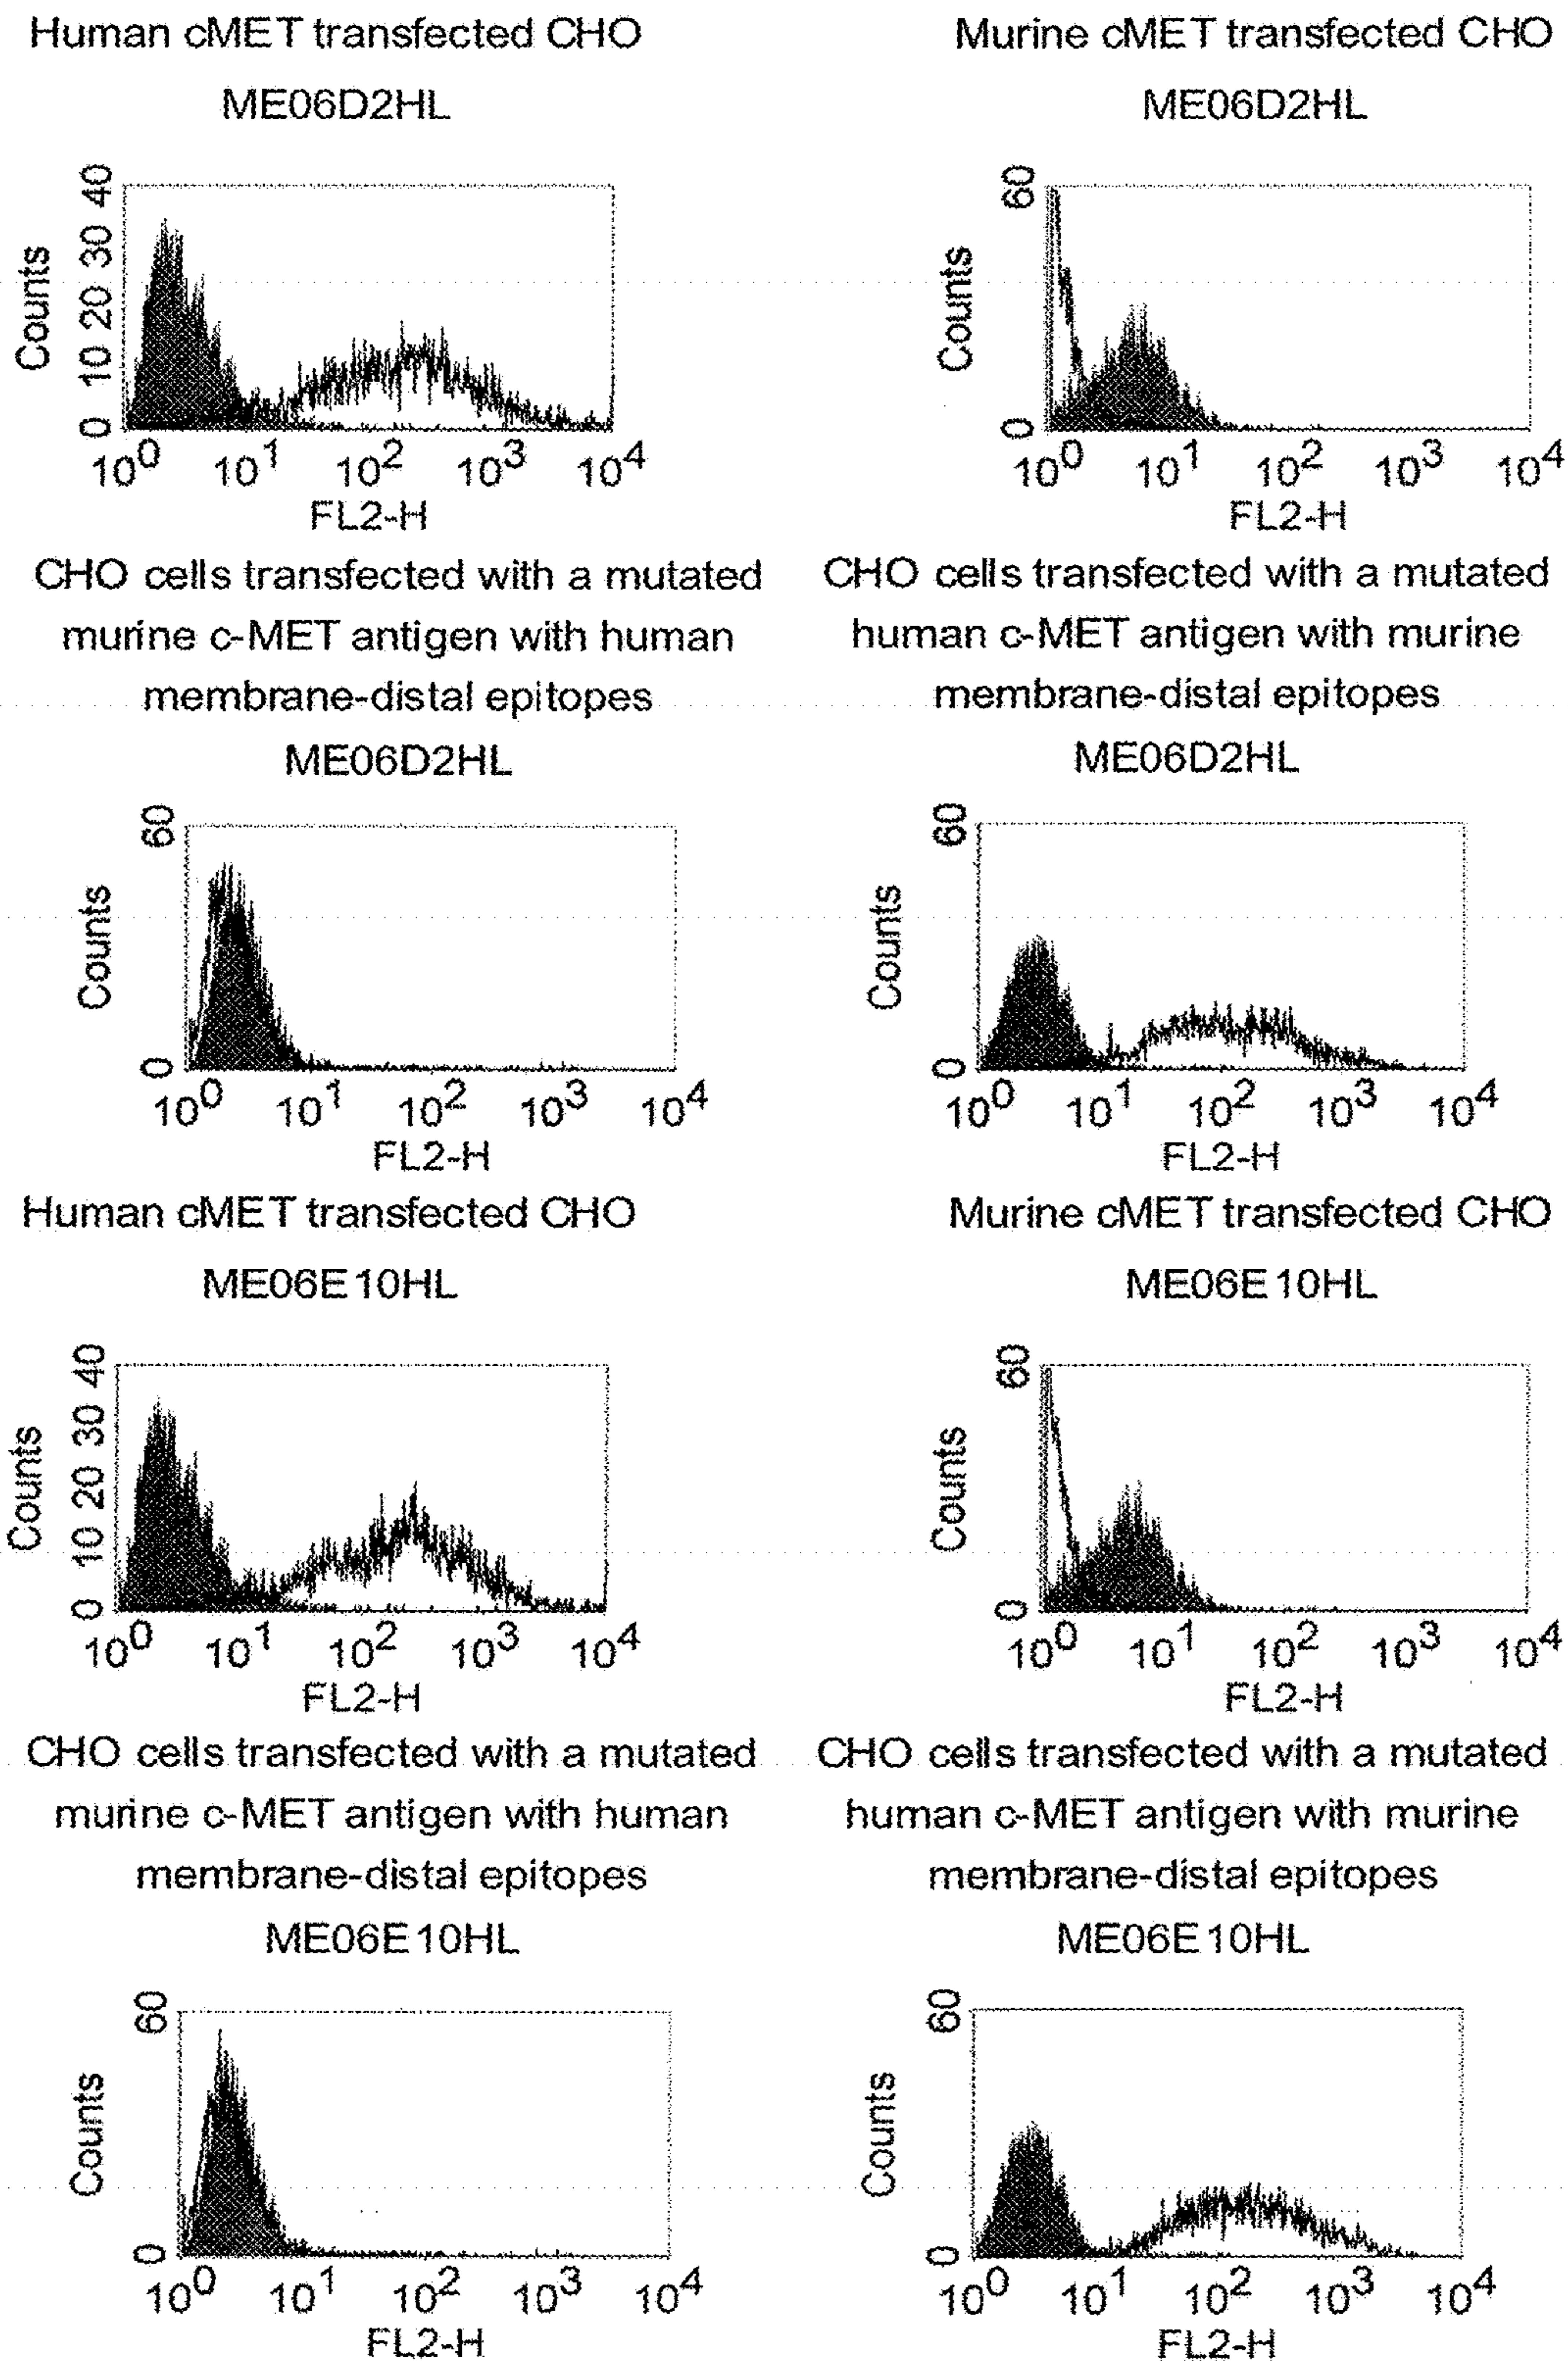 Human cMET transfected CHO
ME06D2HL
Counts
40
30
20
10
0
10^0 10^1 10^2 10^3 10^4
FL2-H
Murine cMET transfected CHO
ME06D2HL
Counts
60
0
10^0 10^1 10^2 10^3 10^4
FL2-H
CHO cells transfected with a mutated
murine c-MET antigen with human
membrane-distal epitopes
ME06D2HL
Counts
60
0
10^0 10^1 10^2 10^3 10^4
FL2-H
CHO cells transfected with a mutated
human c-MET antigen with murine
membrane-distal epitopes
ME06D2HL
Counts
60
0
10^0 10^1 10^2 10^3 10^4
FL2-H
Human cMET transfected CHO
ME06E10HL
Counts
40
30
20
10
0
10^0 10^1 10^2 10^3 10^4
FL2-H
Murine cMET transfected CHO
ME06E10HL
Counts
60
0
10^0 10^1 10^2 10^3 10^4
FL2-H
CHO cells transfected with a mutated
murine c-MET antigen with human
membrane-distal epitopes
ME06E10HL
Counts
60
0
10^0 10^1 10^2 10^3 10^4
FL2-H
CHO cells transfected with a mutated
human c-MET antigen with murine
membrane-distal epitopes
ME06E10HL
Counts
60
0
10^0 10^1 10^2 10^3 10^4
FL2-H